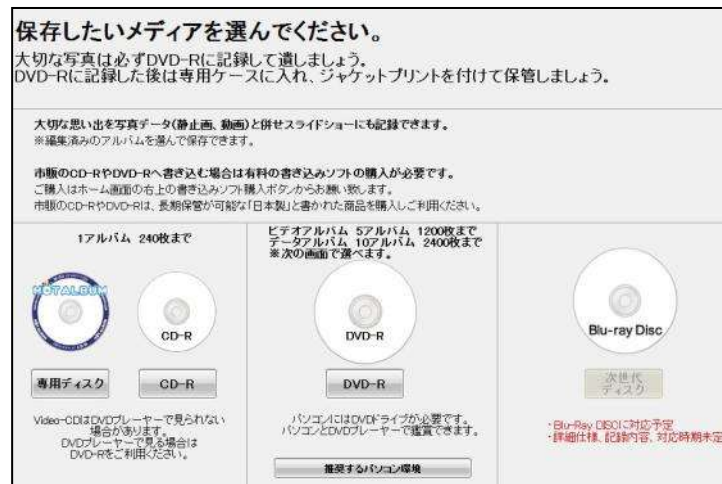 保存したいメディアを選んでください。
大切な写真は必ずDVD-Rに記録して遺しましょう。
DVD-Rに記録した後は専用ケースに入れ、ジャケットプリントを付けて保管しましょう。
大切な思い出を写真データ(静止画、動画)と併せスライドショーにも記録できます。
※編集済みのアルバムを選んで保存できます。
市販のCD-RやDVD-Rへ書き込む場合は有料の書き込みソフトの購入が必要です。
ご購入はホーム画面の右上の書き込みソフト購入ボタンからお願い致します。
市販のCD-RやDVD-Rは、長期保管が可能な「日本製」と書かれた商品を購入しご利用ください。
1アルバム 240枚まで
HOTALBUM
CD-R
専用ディスク
CD-R
Video-CDはDVDプレーヤーで見られない
場合があります。
DVDプレーヤーで見る場合は
DVD-Rをご利用ください。
ビデオアルバム 5アルバム 1200枚まで
データアルバム 10アルバム 2400枚まで
※次の画面で選べます。
DVD-R
DVD-R
パソコンにはDVDドライブが必要です。
パソコンとDVDプレーヤーで鑑賞できます。
推奨するパソコン環境
Blu-ray Disc
次世代
ディスク
・Blu-Ray DISCに対応予定
・詳細仕様、記録内容、対応時期未定